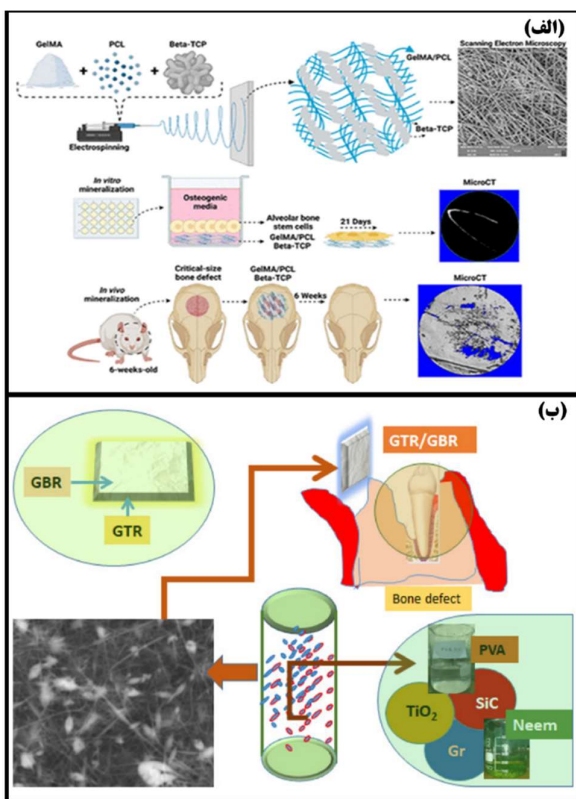 (الف)
GelMA
PCL
Beta-TCP
+
+
Electrospinning
GelMA/PCL
Beta-TCP
Scanning Electron Microscopy
In vitro
mineralization
Osteogenic
media
Alveolar bone
stem cells
GelMA/PCL
Beta-TCP
21 Days
MicroCT
In vivo
mineralization
6-weeks-old
Critical-size
bone defect
GelMA/PCL
Beta-TCP
6 Weeks
MicroCT
(ب)
GBR
GTR
GTR/GBR
Bone defect
PVA
SiC
TiO₂
Gr
Neem